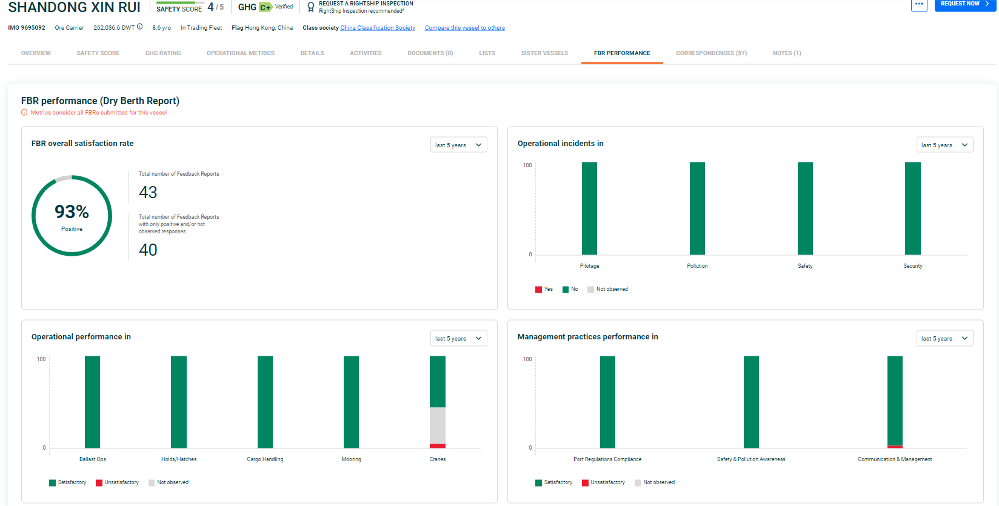 SHANDONG XIN RUI
SAFETY SCORE 4 / 5
GHG C+ Verified
REQUEST A RIGHTSHIP INSPECTION
RightShip Inspection recommended*
REQUEST NOW
IMO 9695092 Ore Carrier 262,036.6 DWT 8.6 y/o In Trading Fleet Flag Hong Kong, China Class society China Classification Society Compare this vessel to others
OVERVIEW SAFETY SCORE GHG RATING OPERATIONAL METRICS DETAILS ACTIVITIES DOCUMENTS (0) LISTS SISTER VESSELS FBR PERFORMANCE CORRESPONDENCES (57) NOTES (1)
FBR performance (Dry Berth Report)
Metrics consider all FBRs submitted for this vessel
FBR overall satisfaction rate
last 5 years
93%
Positive
Total number of Feedback Reports
43
Total number of Feedback Reports
with only positive and/or not
observed responses
40
Operational incidents in
last 5 years
100
0
Pilotage Pollution Safety Security
Yes No Not observed
Operational performance in
last 5 years
100
0
Ballast Ops Holds/Hatches Cargo Handling Mooring Cranes
Satisfactory Unsatisfactory Not observed
Management practices performance in
last 5 years
100
0
Port Regulations Compliance Safety & Pollution Awareness Communication & Management
Satisfactory Unsatisfactory Not observed